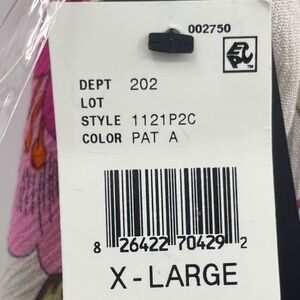 002750
DEPT 202
LOT
STYLE 1121P2C
COLOR PAT A
8 26422 70429 2
X-LARGE